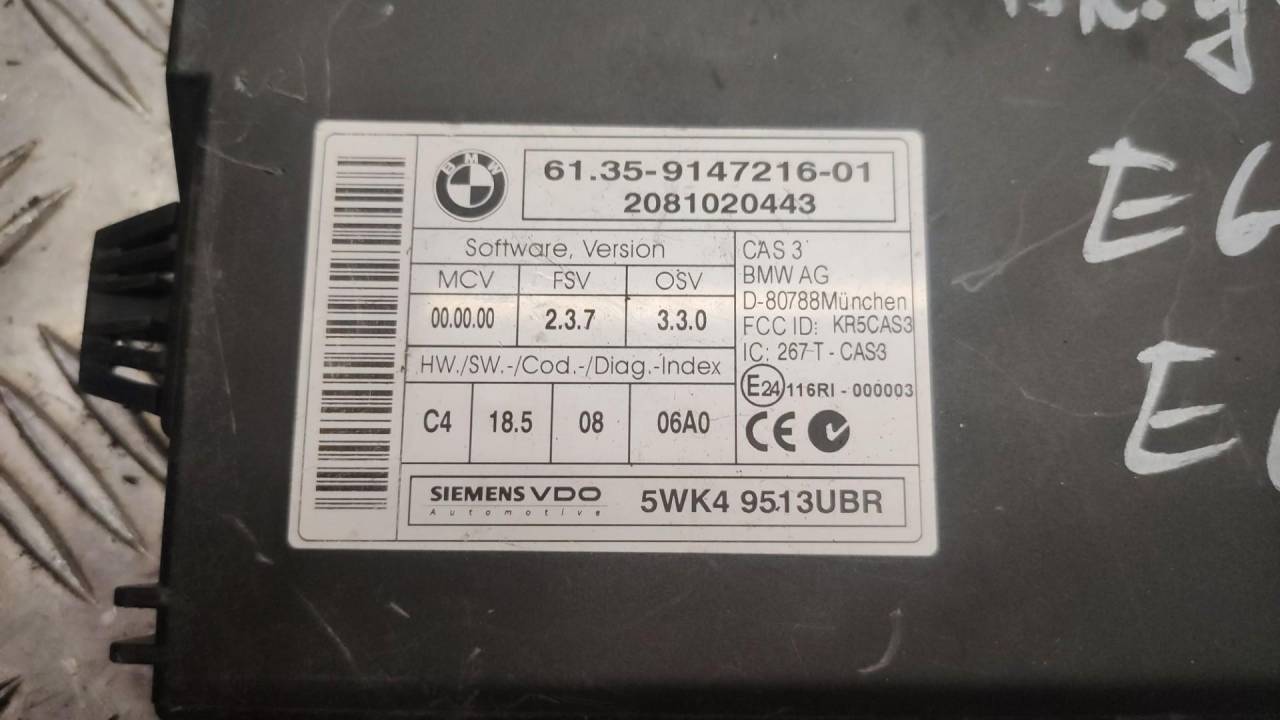 BMW
61.35-9147216-01
2081020443
Software, Version
MCV FSV OSV
00.00.00 2.3.7 3.3.0
HW./SW.-/Cod.-/Diag.-Index
C4 18.5 08 06A0
CAS 3
BMW AG
D-80788München
FCC ID: KR5CAS3
IC: 267 T - CAS3
E24 116RI - 000003
CE
SIEMENS VDO
Automotive
5WK4 9513UBR
E6